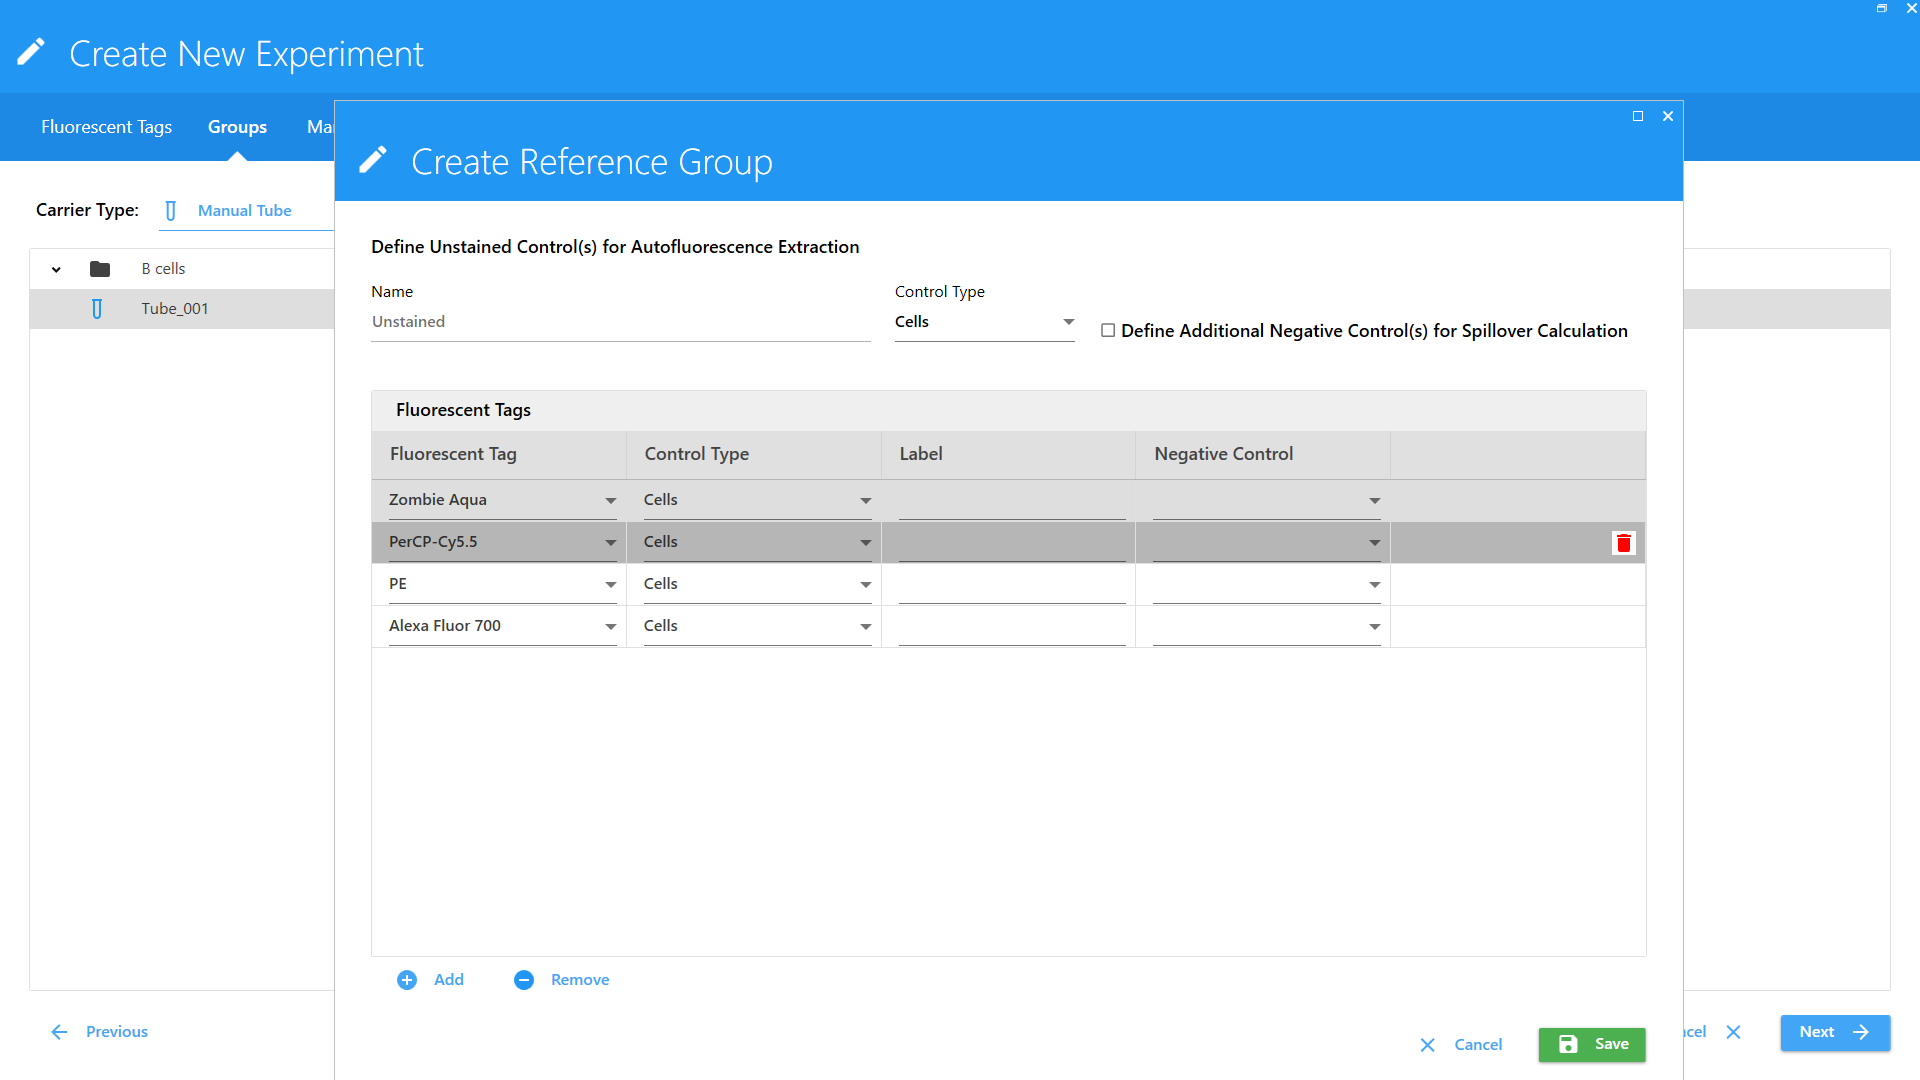 Create New Experiment
Fluorescent Tags Groups Ma
Create Reference Group
Carrier Type: Manual Tube
B cells
Tube_001
Define Unstained Control(s) for Autofluorescence Extraction
Name Control Type
Unstained Cells
Define Additional Negative Control(s) for Spillover Calculation
Fluorescent Tags
Fluorescent Tag Control Type Label Negative Control
Zombie Aqua Cells
PerCP-Cy5.5 Cells
PE Cells
Alexa Fluor 700 Cells
Add Remove
Cancel Save
Previous ncel Next